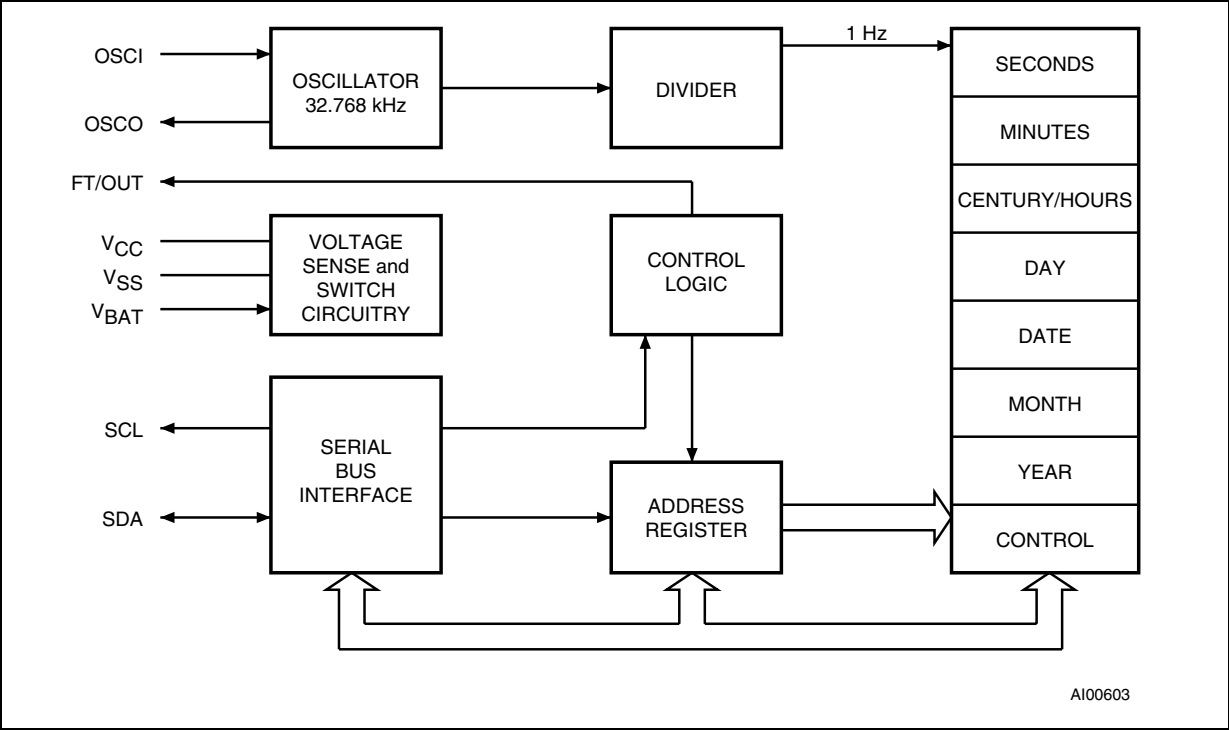 OSCI
OSCO
FT/OUT
VCC
VSS
VBAT
SCL
SDA
OSCILLATOR
32.768 kHz
VOLTAGE
SENSE and
SWITCH
CIRCUITRY
SERIAL
BUS
INTERFACE
DIVIDER
CONTROL
LOGIC
ADDRESS
REGISTER
1 Hz
SECONDS
MINUTES
CENTURY/HOURS
DAY
DATE
MONTH
YEAR
CONTROL
AI00603